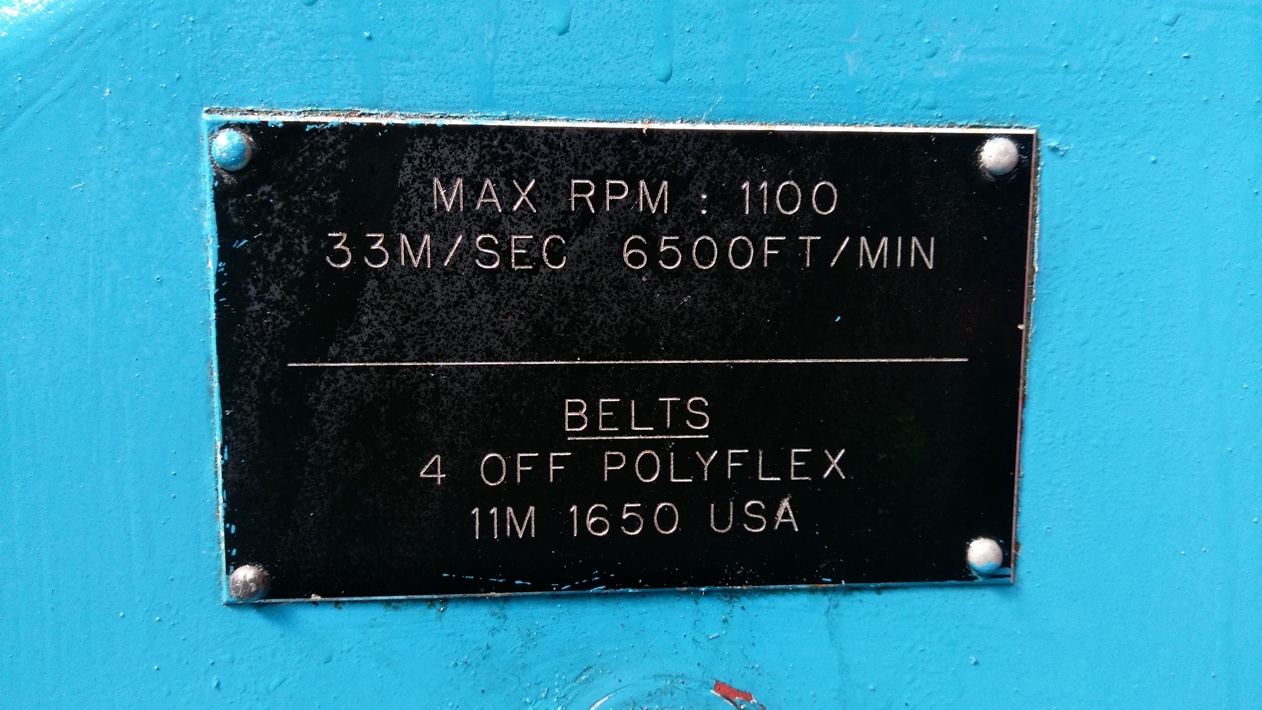 MAX RPM : 1100
33M/SEC 6500FT/MIN
BELTS
4 OFF POLYFLEX
11M 1650 USA